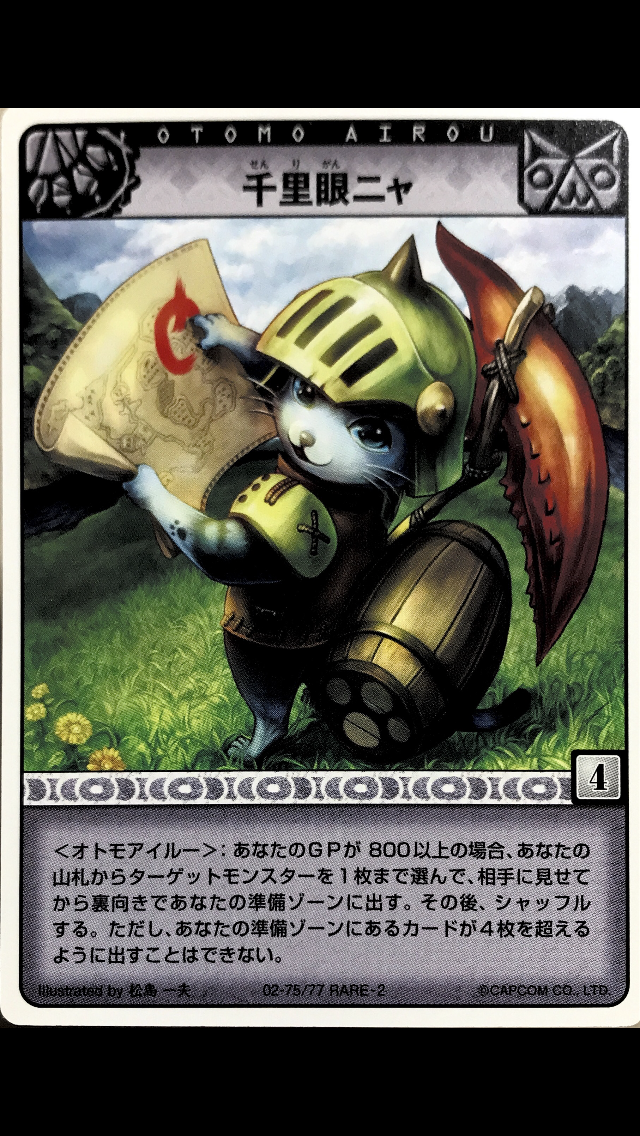 OTOMO AIROU
せん り がん
千里眼ニャ
4
<オトモアイルー>:あなたのGPが 800以上の場合、あなたの
山札からターゲットモンスターを1枚まで選んで、相手に見せて
から裏向きであなたの準備ゾーンに出す。その後、シャッフル
する。ただし、あなたの準備ゾーンにあるカードが4枚を超える
ように出すことはできない。
Illustrated by 松島 一夫 02-75/77 RARE-2 ©CAPCOM CO., LTD.